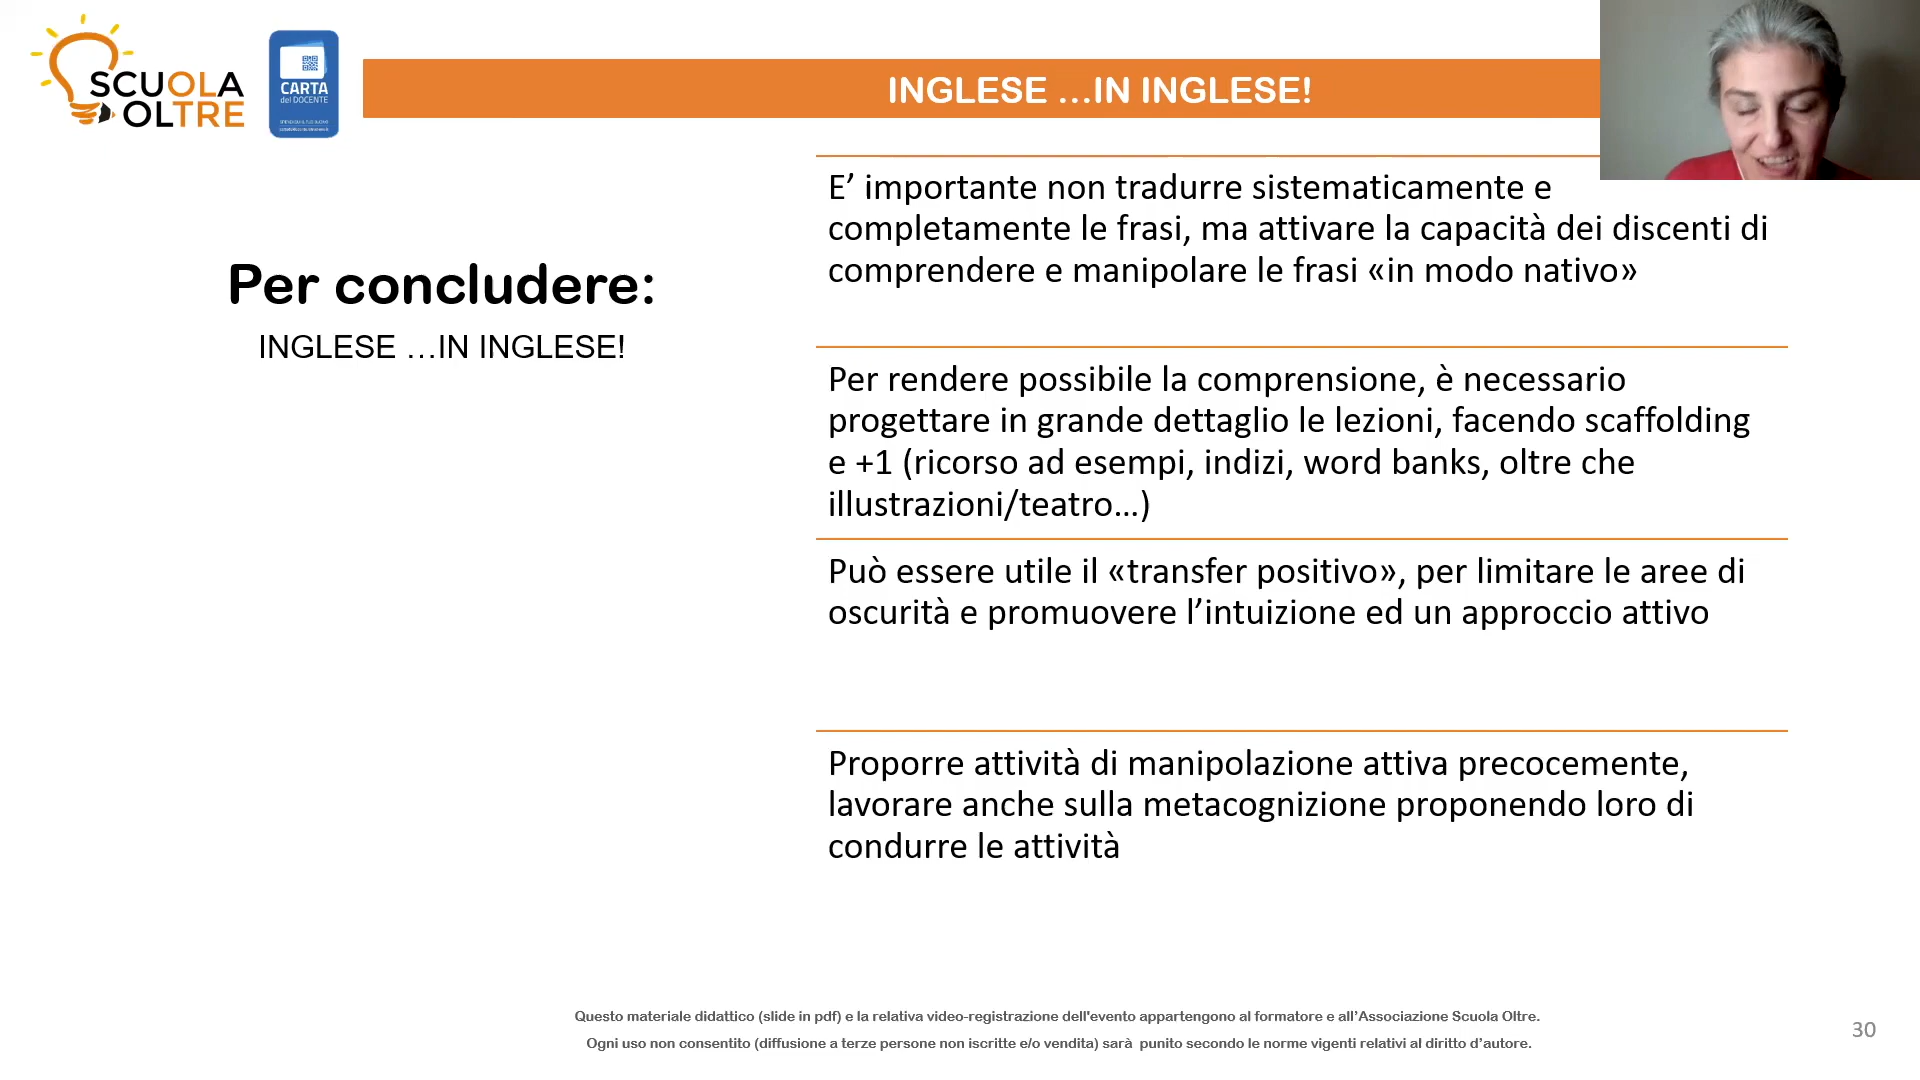 SCUOLA
OLTRE
CARTA
del DOCENTE
INGLESE …IN INGLESE!
Per concludere:
INGLESE …IN INGLESE!
E’ importante non tradurre sistematicamente e
completamente le frasi, ma attivare la capacità dei discenti di
comprendere e manipolare le frasi «in modo nativo»
Per rendere possibile la comprensione, è necessario
progettare in grande dettaglio le lezioni, facendo scaffolding
e +1 (ricorso ad esempi, indizi, word banks, oltre che
illustrazioni/teatro…)
Può essere utile il «transfer positivo», per limitare le aree di
oscurità e promuovere l’intuizione ed un approccio attivo
Proporre attività di manipolazione attiva precocemente,
lavorare anche sulla metacognizione proponendo loro di
condurre le attività
Questo materiale didattico (slide in pdf) e la relativa video-registrazione dell'evento appartengono al formatore e all’Associazione Scuola Oltre.
Ogni uso non consentito (diffusione a terze persone non iscritte e/o vendita) sarà  punito secondo le norme vigenti relativi al diritto d’autore.
30